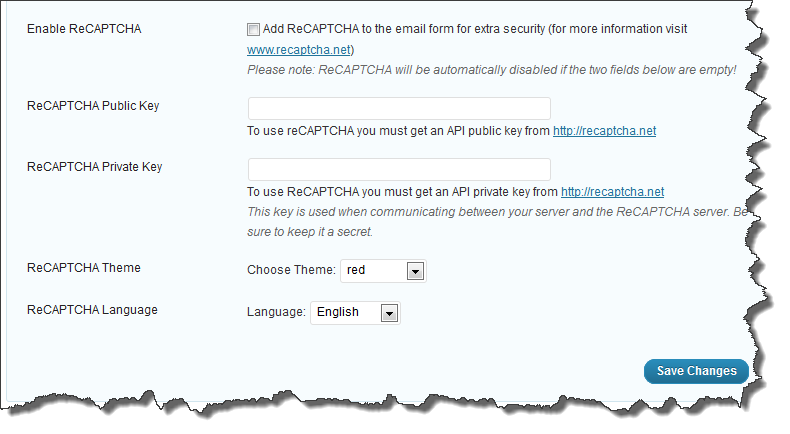 Enable ReCAPTCHA
Add ReCAPTCHA to the email form for extra security (for more information visit
www.recaptcha.net)
Please note: ReCAPTCHA will be automatically disabled if the two fields below are empty!
ReCAPTCHA Public Key
To use reCAPTCHA you must get an API public key from http://recaptcha.net
ReCAPTCHA Private Key
To use ReCAPTCHA you must get an API private key from http://recaptcha.net
This key is used when communicating between your server and the ReCAPTCHA server. Be
sure to keep it a secret.
ReCAPTCHA Theme
Choose Theme: red
ReCAPTCHA Language
Language: English
Save Changes